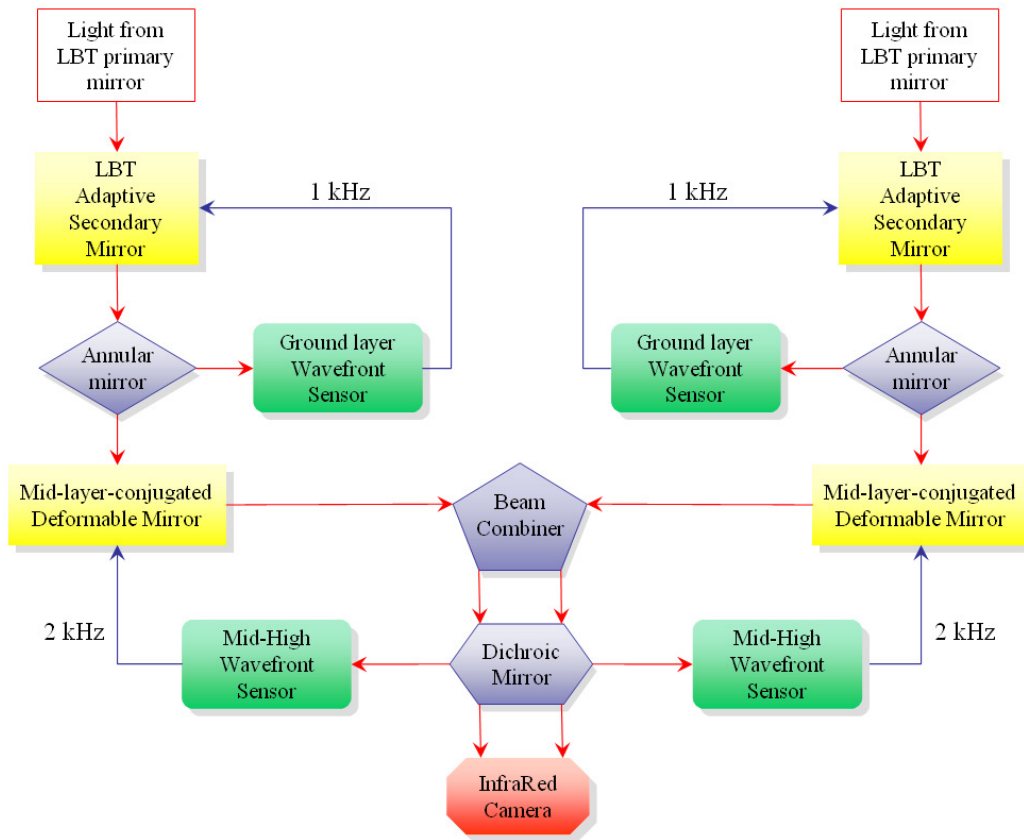 Light from
LBT primary
mirror
Light from
LBT primary
mirror
LBT
Adaptive
Secondary
Mirror
1 kHz
1 kHz
LBT
Adaptive
Secondary
Mirror
Annular
mirror
Ground layer
Wavefront
Sensor
Ground layer
Wavefront
Sensor
Annular
mirror
Mid-layer-conjugated
Deformable Mirror
Beam
Combiner
Mid-layer-conjugated
Deformable Mirror
2 kHz
Mid-High
Wavefront
Sensor
Dichroic
Mirror
Mid-High
Wavefront
Sensor
2 kHz
InfraRed
Camera